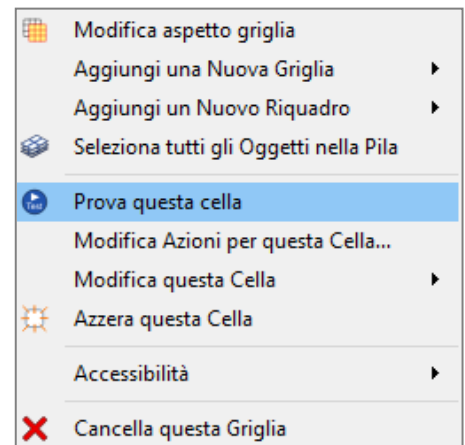 Modifica aspetto griglia
Aggiungi una Nuova Griglia
Aggiungi un Nuovo Riquadro
Seleziona tutti gli Oggetti nella Pila
Test
Prova questa cella
Modifica Azioni per questa Cella...
Modifica questa Cella
Azzera questa Cella
Accessibilità
Cancella questa Griglia